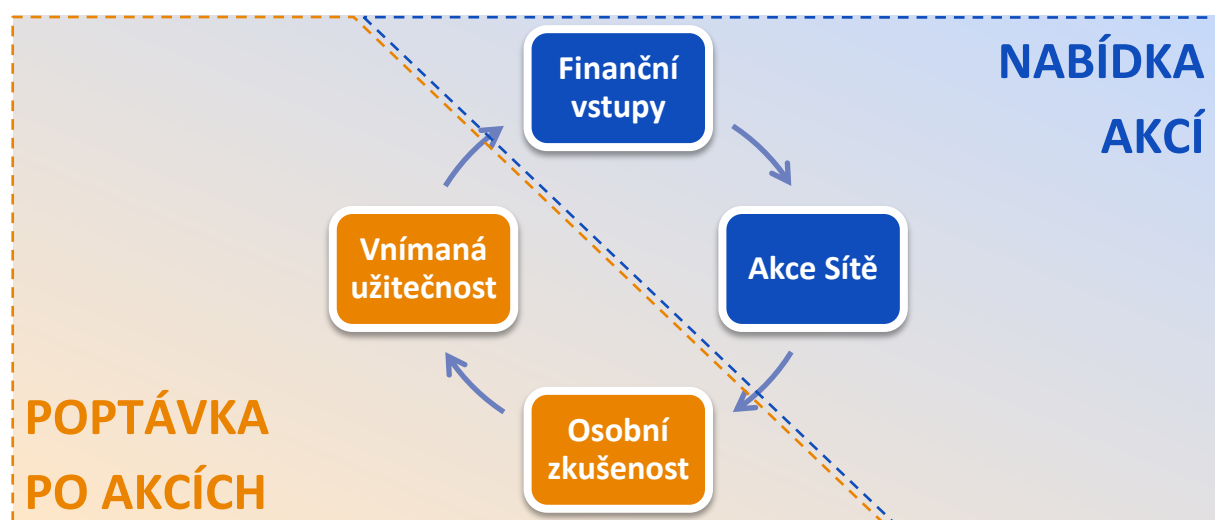 Finanční
vstupy
NABÍDKA
AKCÍ
Vnímaná
užitečnost
Akce Sítě
POPTÁVKA
PO AKCÍCH
Osobní
zkušenost